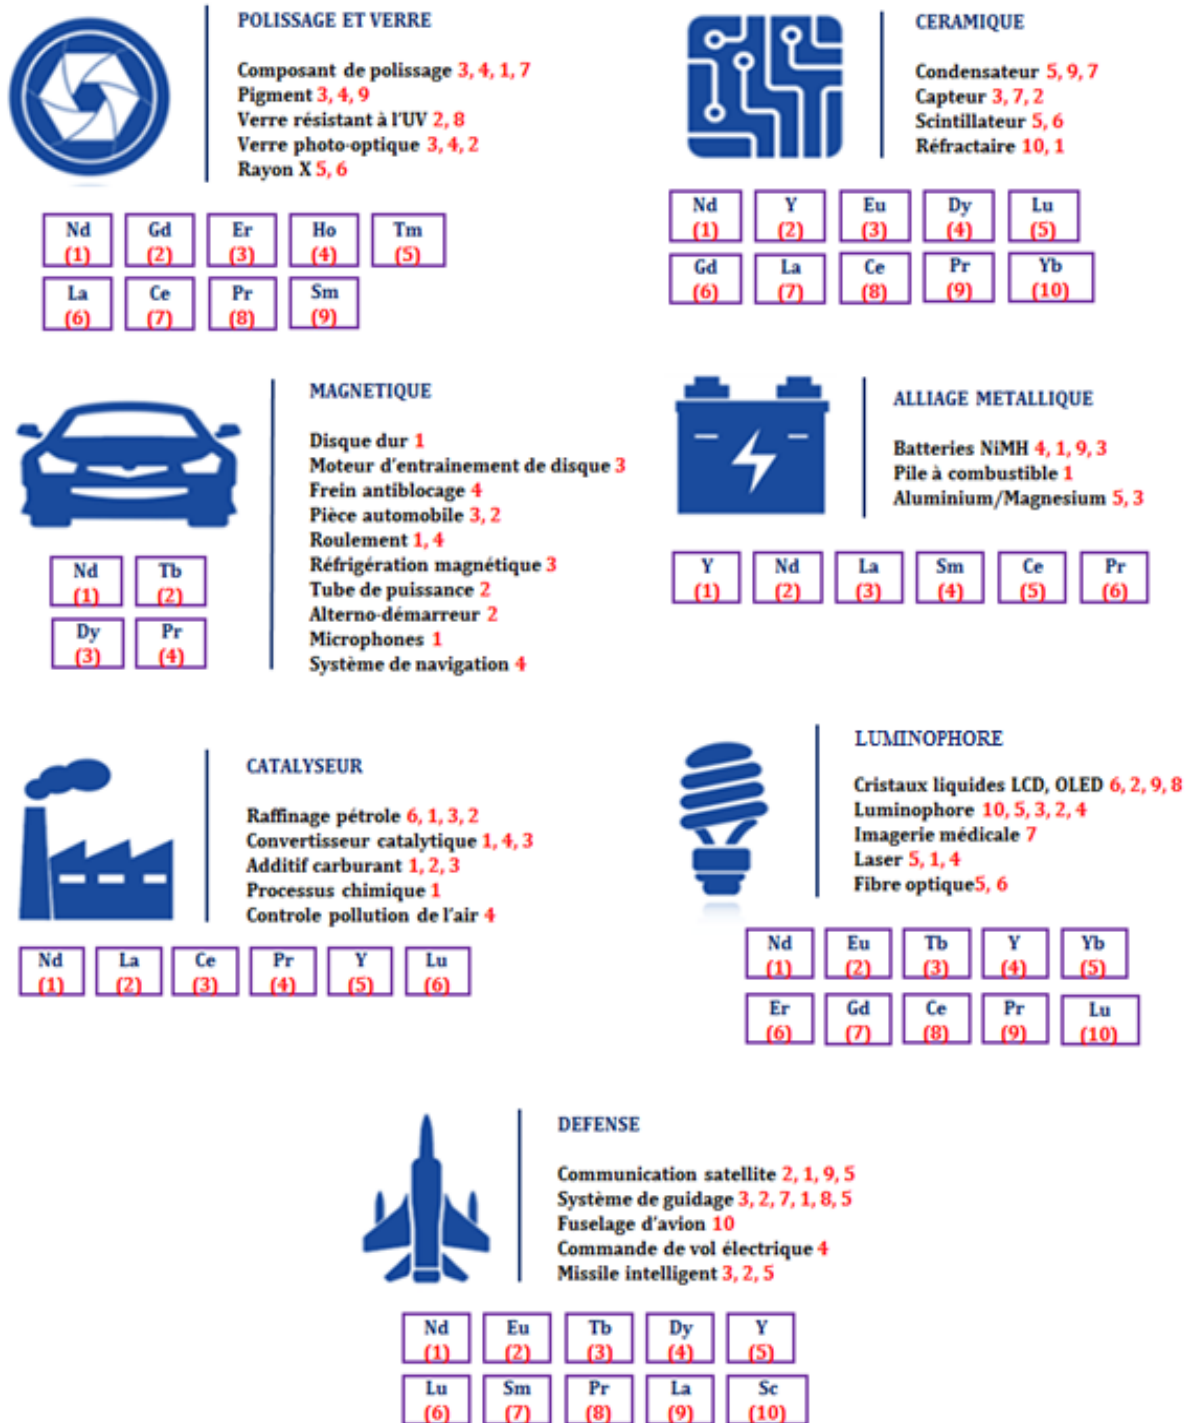 POLISSAGE ET VERRE
Composant de polissage 3, 4, 1, 7
Pigment 3, 4, 9
Verre résistant à l'UV 2, 8
Verre photo-optique 3, 4, 2
Rayon X 5, 6
Nd Gd Er Ho Tm
(1) (2) (3) (4) (5)
La Ce Pr Sm
(6) (7) (8) (9)
CERAMIQUE
Condensateur 5, 9, 7
Capteur 3, 7, 2
Scintillateur 5, 6
Réfractaire 10, 1
Nd Y Eu Dy Lu
(1) (2) (3) (4) (5)
Gd La Ce Pr Yb
(6) (7) (8) (9) (10)
MAGNETIQUE
Disque dur 1
Moteur d'entrainement de disque 3
Frein antiblocage 4
Pièce automobile 3, 2
Roulement 1, 4
Réfrigération magnétique 3
Tube de puissance 2
Alterno-démarreur 2
Microphones 1
Système de navigation 4
Nd Tb
(1) (2)
Dy Pr
(3) (4)
ALLIAGE METALLIQUE
Batteries NiMH 4, 1, 9, 3
Pile à combustible 1
Aluminium/Magnesium 5, 3
Y Nd La Sm Ce Pr
(1) (2) (3) (4) (5) (6)
CATALYSEUR
Raffinage pétrole 6, 1, 3, 2
Convertisseur catalytique 1, 4, 3
Additif carburant 1, 2, 3
Processus chimique 1
Controle pollution de l'air 4
Nd La Ce Pr Y Lu
(1) (2) (3) (4) (5) (6)
LUMINOPHORE
Cristaux liquides LCD, OLED 6, 2, 9, 8
Luminophore 10, 5, 3, 2, 4
Imagerie médicale 7
Laser 5, 1, 4
Fibre optique5, 6
Nd Eu Tb Y Yb
(1) (2) (3) (4) (5)
Er Gd Ce Pr Lu
(6) (7) (8) (9) (10)
DEFENSE
Communication satellite 2, 1, 9, 5
Système de guidage 3, 2, 7, 1, 8, 5
Fuselage d'avion 10
Commande de vol électrique 4
Missile intelligent 3, 2, 5
Nd Eu Tb Dy Y
(1) (2) (3) (4) (5)
Lu Sm Pr La Sc
(6) (7) (8) (9) (10)